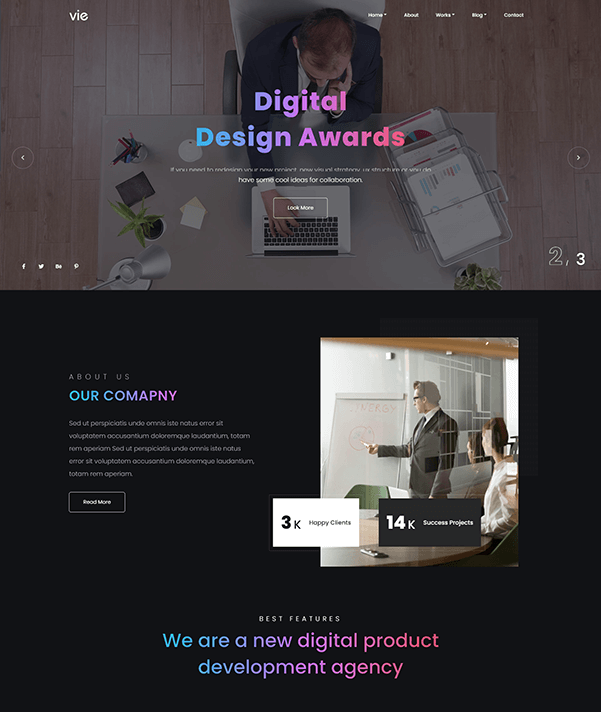 vie
Home About Works Blog Contact
Digital
Design Awards
If you need to redesign your new project, new visual strategy, ux structure or you do
have some cool ideas for collaboration.
Look More
2 / 3
ABOUT US
OUR COMAPNY
Sed ut perspiciatis unde omnis iste natus error sit
voluptatem accusantium doloremque laudantium, totam
rem aperiam Sed ut perspiciatis unde omnis iste natus
error sit voluptatem accusantium doloremque laudantium,
totam rem aperiam.
Read More
SYNERGY
3 K Happy Clients
14 K Success Projects
BEST FEATURES
We are a new digital product
development agency